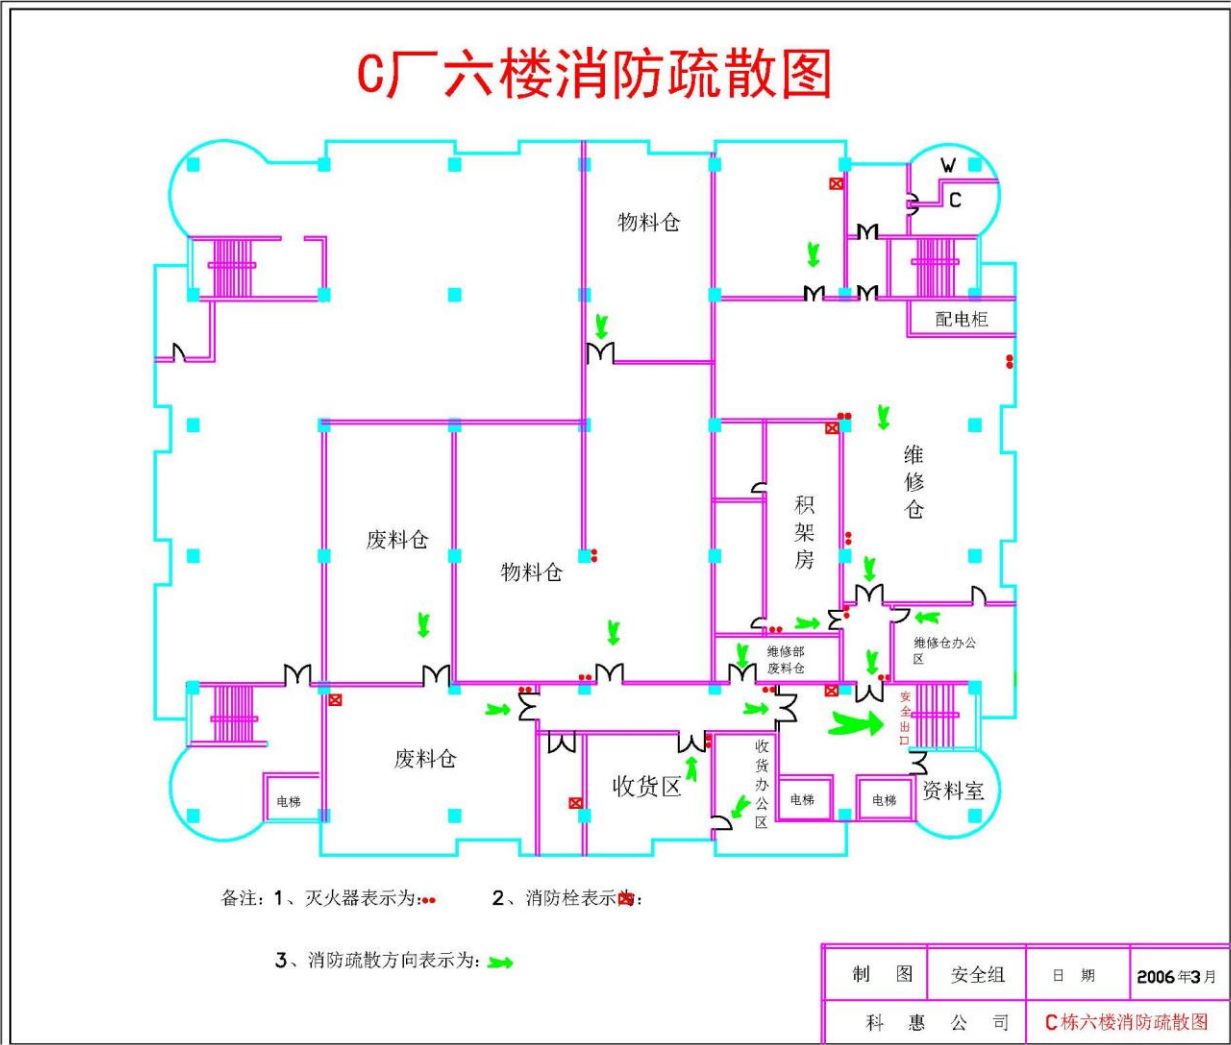 C厂六楼消防疏散图
W
C
物料仓
配电柜
维修仓
积架房
废料仓
物料仓
维修部
废料仓
维修仓办公
区
安全出口
废料仓
收货区
收货办公区
电梯
电梯
电梯
资料室
备注: 1、灭火器表示为: 2、消防栓表示为:
3、消防疏散方向表示为:
制 图 安全组 日 期 2006年3月
科 惠 公 司 C栋六楼消防疏散图